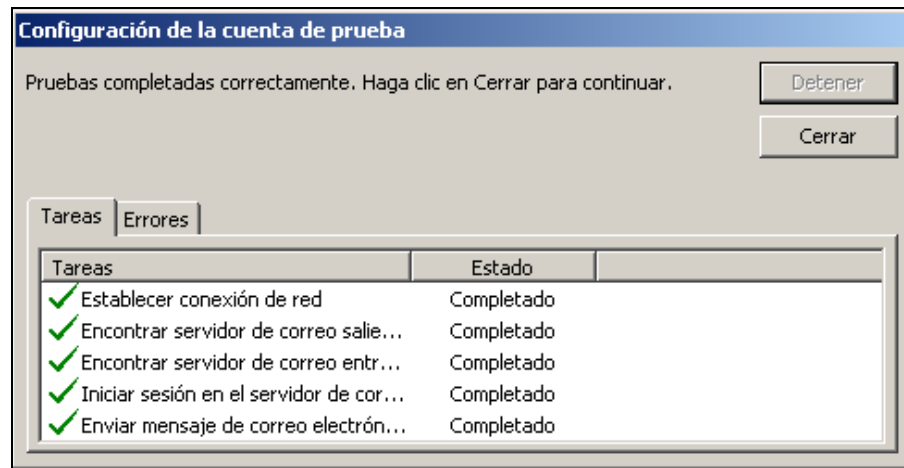 Configuración de la cuenta de prueba
Pruebas completadas correctamente. Haga clic en Cerrar para continuar.
Detener
Cerrar
Tareas Errores
Tareas Estado
Establecer conexión de red Completado
Encontrar servidor de correo salie... Completado
Encontrar servidor de correo entr... Completado
Iniciar sesión en el servidor de cor... Completado
Enviar mensaje de correo electrón... Completado